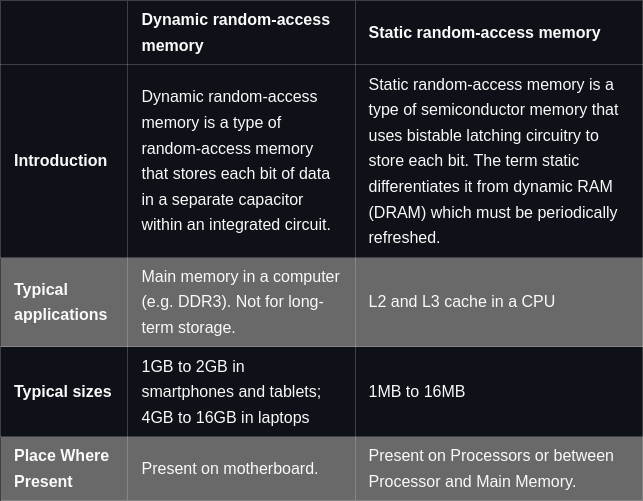 Dynamic random-access
memory
Static random-access memory
Introduction
Dynamic random-access
memory is a type of
random-access memory
that stores each bit of data
in a separate capacitor
within an integrated circuit.
Static random-access memory is a
type of semiconductor memory that
uses bistable latching circuitry to
store each bit. The term static
differentiates it from dynamic RAM
(DRAM) which must be periodically
refreshed.
Typical
applications
Main memory in a computer
(e.g. DDR3). Not for long-
term storage.
L2 and L3 cache in a CPU
Typical sizes
1GB to 2GB in
smartphones and tablets;
4GB to 16GB in laptops
1MB to 16MB
Place Where
Present
Present on motherboard.
Present on Processors or between
Processor and Main Memory.